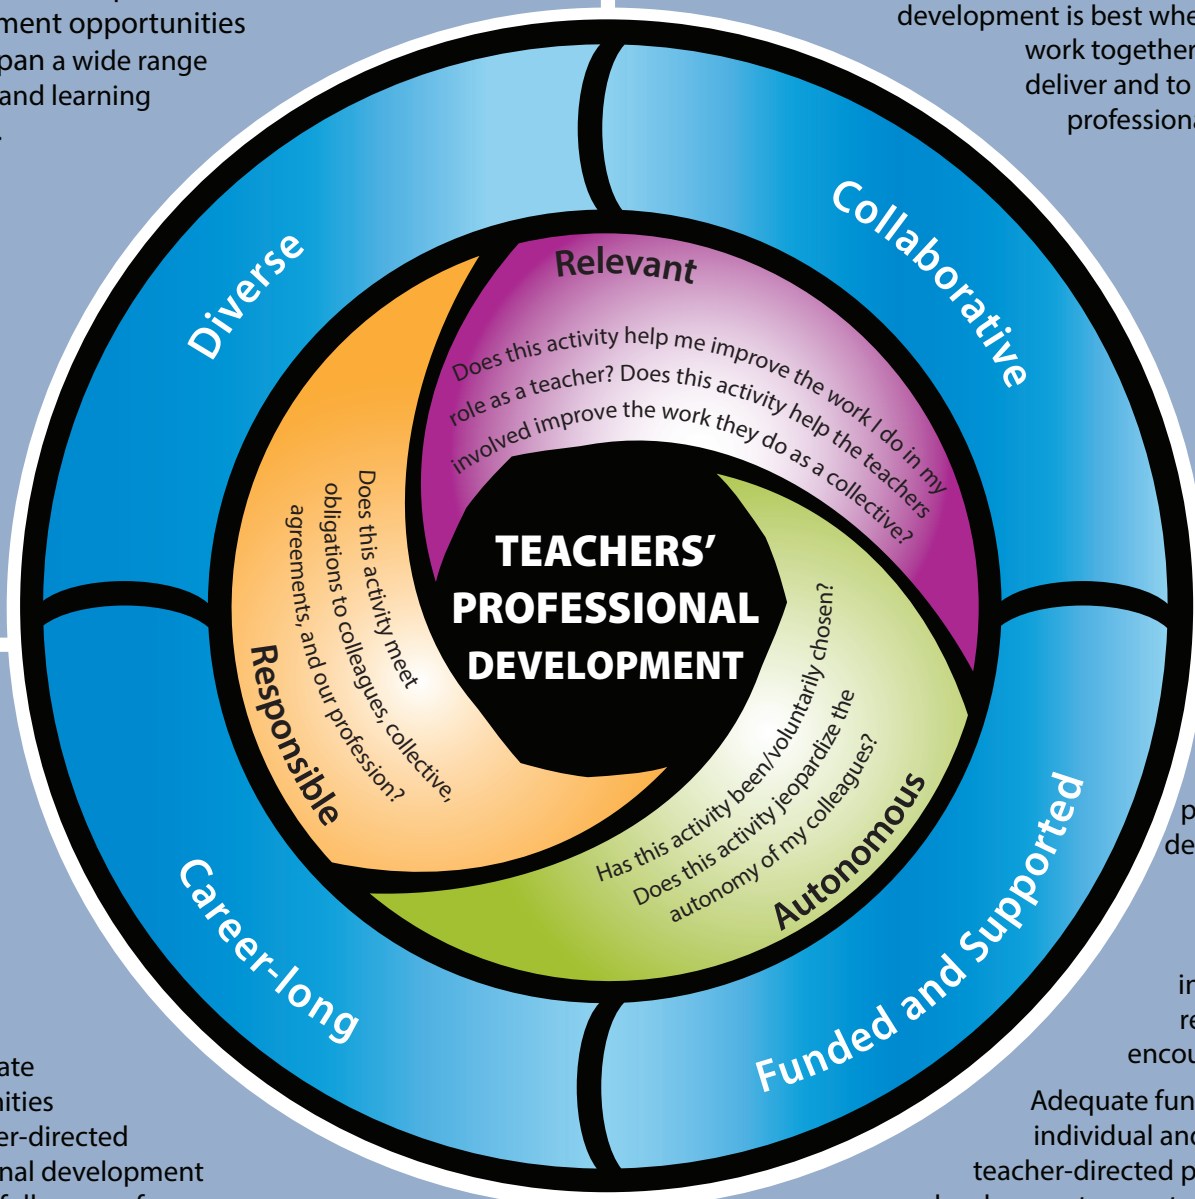 ment opportunities
pan a wide range
and learning
development is best whe
work together
deliver and to
professiona
Diverse
Collaborative
Relevant
Does this activity help me improve the work I do in my
role as a teacher? Does this activity help the teachers
involved improve the work they do as a collective?
TEACHERS’
PROFESSIONAL
DEVELOPMENT
Responsible
Does this activity meet
obligations to colleagues, collective,
agreements, and our profession?
Has this activity been/voluntarily chosen?
Does this activity jeopardize the
autonomy of my colleagues?
Autonomous
Career-long
Funded and Supported
p
de
in
re
encou
Adequate fun
individual and
teacher-directed p
ate
nities
er-directed
nal development